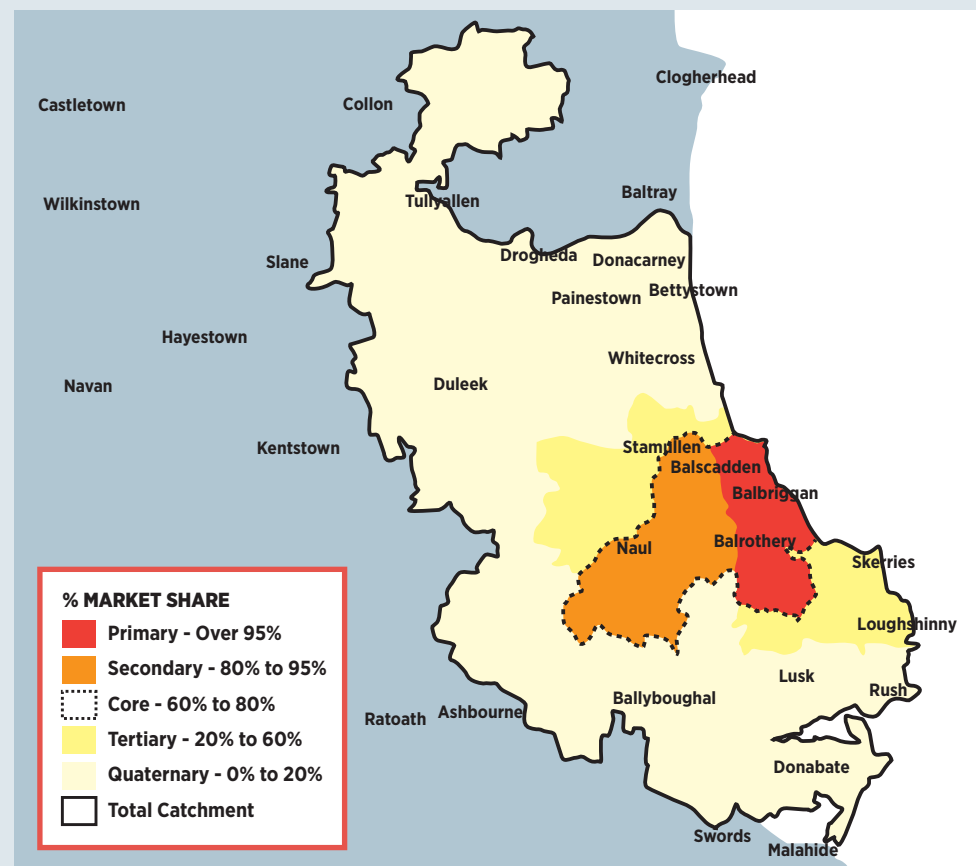 Clogherhead
Castletown
Collon
Baltray
Wilkinstown
Tullyallen
Drogheda
Donacarney
Slane
Painestown
Bettystown
Hayestown
Whitecross
Navan
Duleek
Kentstown
Stamullen
Balscadden
Balbriggan
Naul
Balrothery
Skerries
Loughshinny
Lusk
Rush
Ballyboughal
Ratoath
Ashbourne
Donabate
Swords
Malahide
% MARKET SHARE
Primary - Over 95%
Secondary - 80% to 95%
Core - 60% to 80%
Tertiary - 20% to 60%
Quaternary - 0% to 20%
Total Catchment